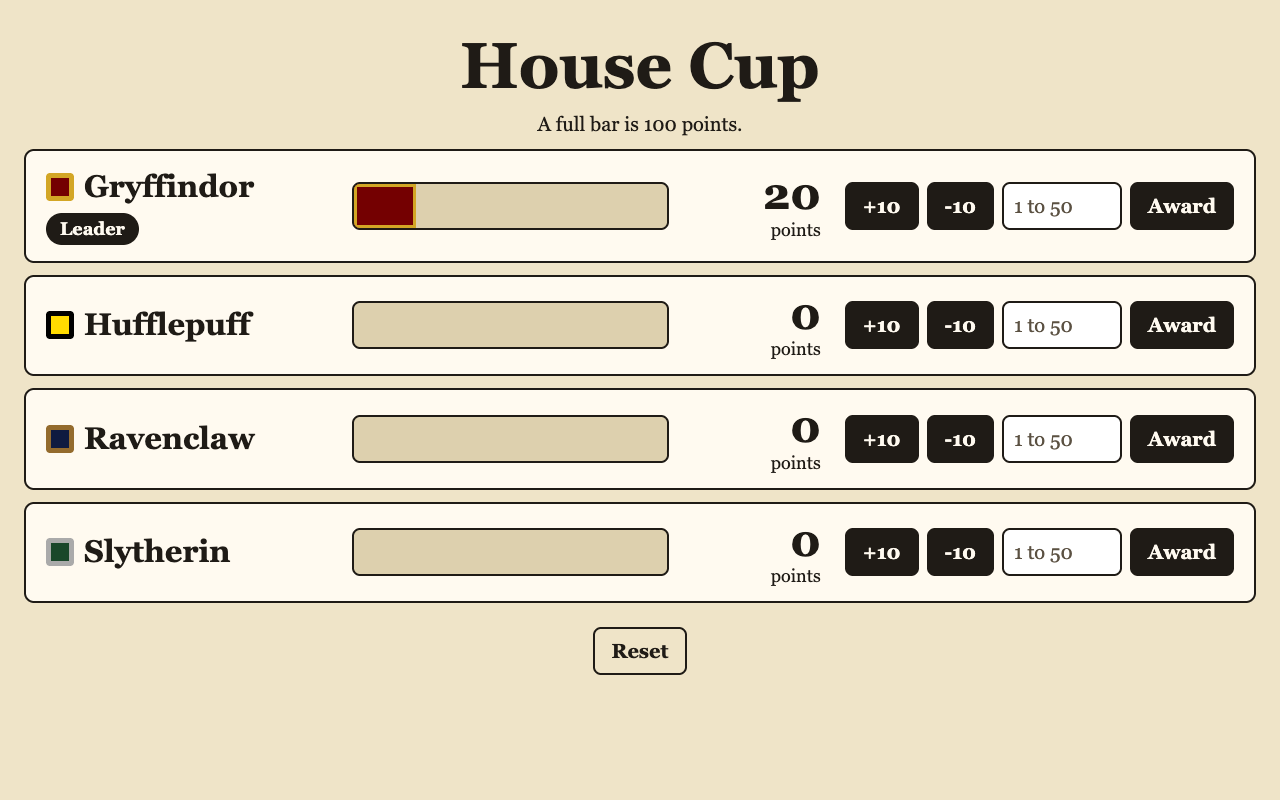 House Cup
A full bar is 100 points.
Gryffindor
Leader
20
points
+10
-10
1 to 50
Award
Hufflepuff
0
points
+10
-10
1 to 50
Award
Ravenclaw
0
points
+10
-10
1 to 50
Award
Slytherin
0
points
+10
-10
1 to 50
Award
Reset